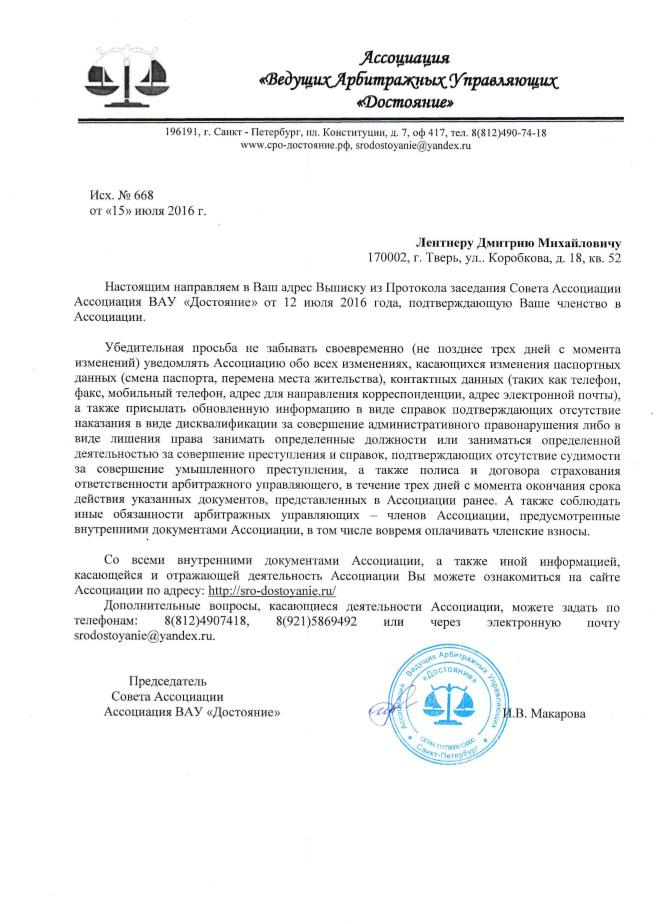 Ассоциация
«Ведущих Арбитражных Управляющих
«Достояние»
196191, г. Санкт - Петербург, пл. Конституции, д. 7, оф 417, тел. 8(812)490-74-18
www.сро-достояние.рф, srodostoyanie@yandex.ru
Исх. № 668
от «15» июля 2016 г.
Лентнеру Дмитрию Михайловичу
170002, г. Тверь, ул.. Коробкова, д. 18, кв. 52
Настоящим направляем в Ваш адрес Выписку из Протокола заседания Совета Ассоциации
Ассоциация ВАУ «Достояние» от 12 июля 2016 года, подтверждающую Ваше членство в
Ассоциации.
Убедительная просьба не забывать своевременно (не позднее трех дней с момента
изменений) уведомлять Ассоциацию обо всех изменениях, касающихся изменения паспортных
данных (смена паспорта, перемена места жительства), контактных данных (таких как телефон,
факс, мобильный телефон, адрес для направления корреспонденции, адрес электронной почты),
а также присылать обновленную информацию в виде справок подтверждающих отсутствие
наказания в виде дисквалификации за совершение административного правонарушения либо в
виде лишения права занимать определенные должности или заниматься определенной
деятельностью за совершение преступления и справок, подтверждающих отсутствие судимости
за совершение умышленного преступления, а также полиса и договора страхования
ответственности арбитражного управляющего, в течение трех дней с момента окончания срока
действия указанных документов, представленных в Ассоциации ранее. А также соблюдать
иные обязанности арбитражных управляющих – членов Ассоциации, предусмотренные
внутренними документами Ассоциации, в том числе вовремя оплачивать членские взносы.
Со всеми внутренними документами Ассоциации, а также иной информацией,
касающейся и отражающей деятельность Ассоциации Вы можете ознакомиться на сайте
Ассоциации по адресу: http://sro-dostoyanie.ru/
Дополнительные вопросы, касающиеся деятельности Ассоциации, можете задать по
телефонам: 8(812)4907418, 8(921)5869492 или через электронную почту
srodostoyanie@yandex.ru.
Председатель
Совета Ассоциации
Ассоциация ВАУ «Достояние»
И.В. Макарова
Ассоциация Ведущих Арбитражных Управляющих
«Достояние»
Санкт-Петербург